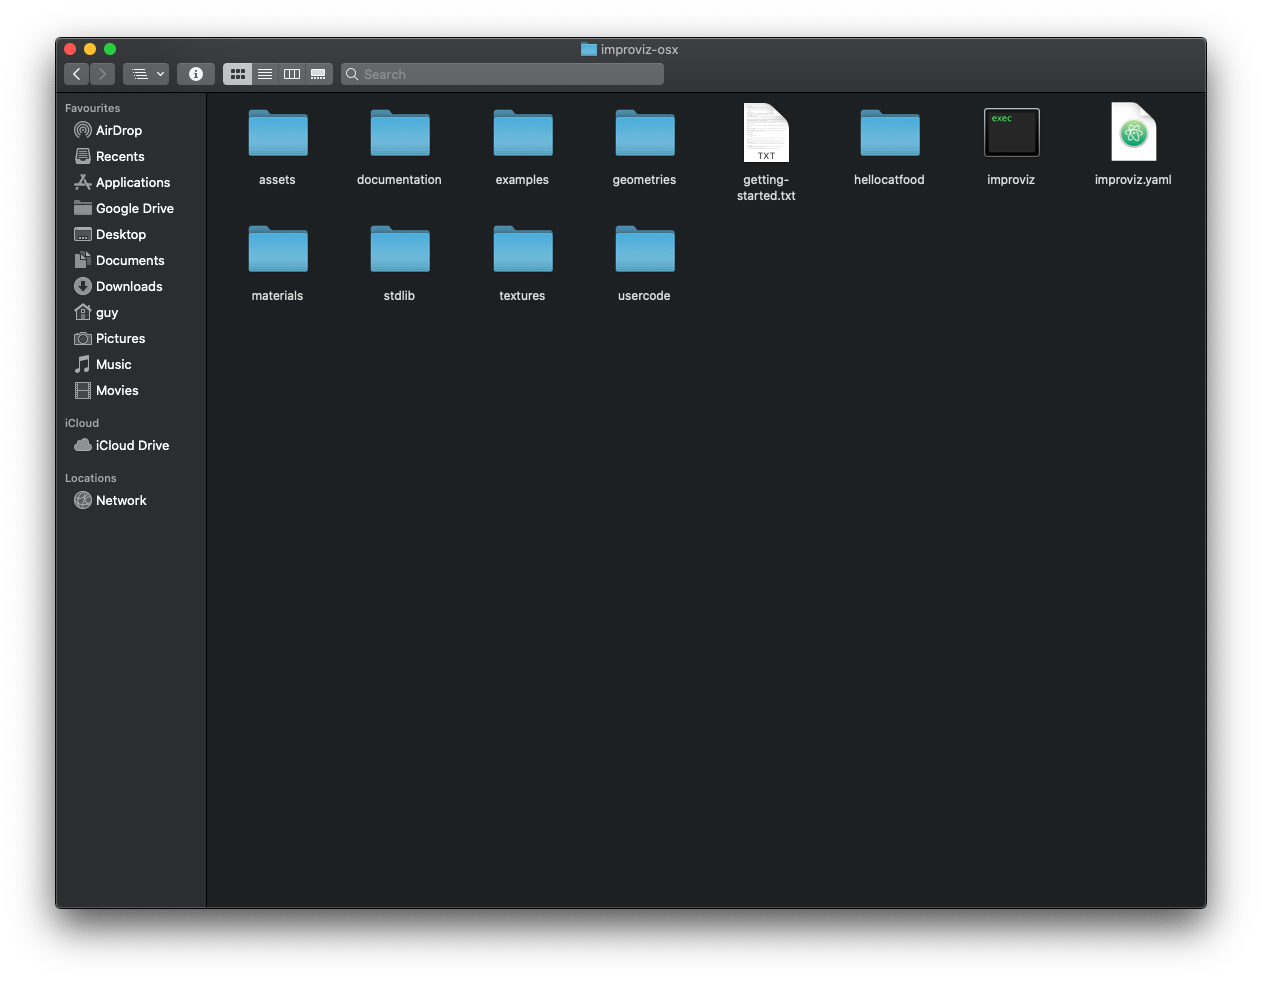 improviz-osx
Search
Favourites
AirDrop
Recents
Applications
Google Drive
Desktop
Documents
Downloads
guy
Pictures
Music
Movies
iCloud
iCloud Drive
Locations
Network
TXT
exec
assets
documentation
examples
geometries
getting-
started.txt
hellocatfood
improviz
improviz.yaml
materials
stdlib
textures
usercode